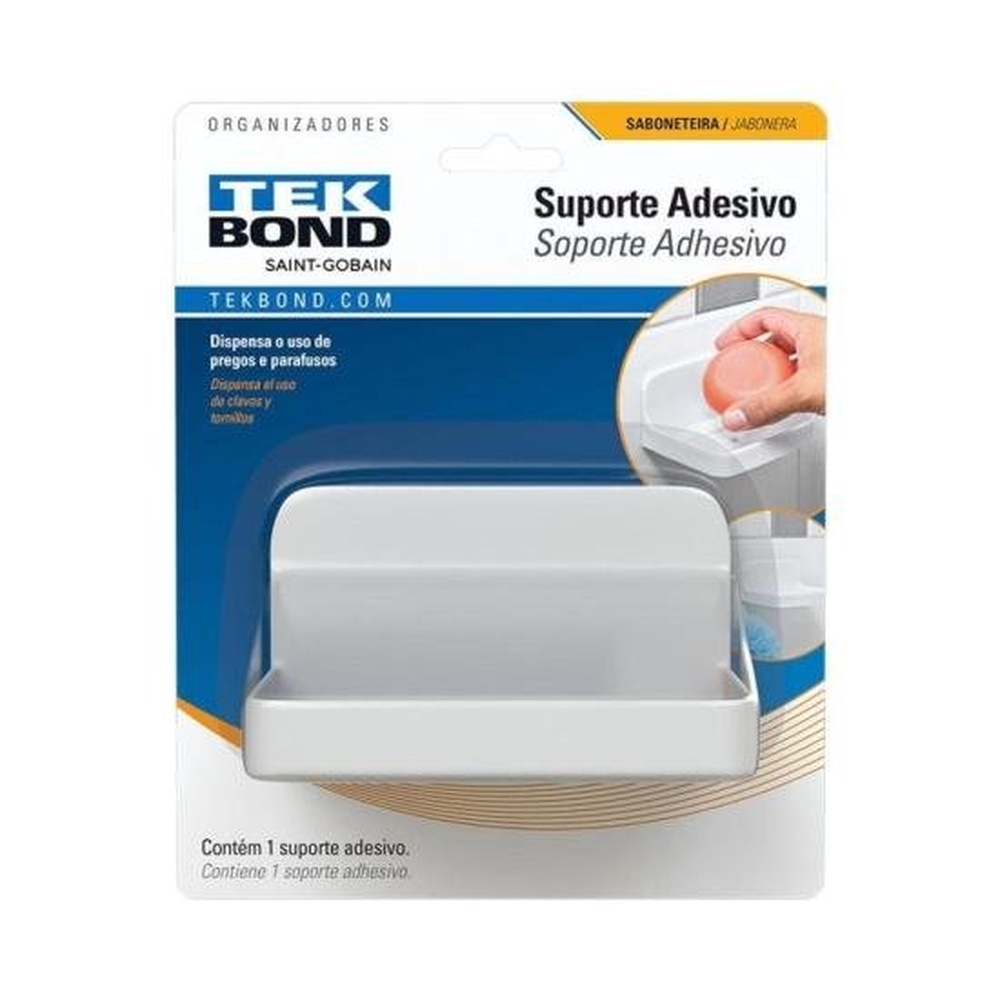 ORGANIZADORES
SABONETEIRA / JABONERA
TEK
BOND
SAINT-GOBAIN
Suporte Adesivo
Soporte Adhesivo
TEKBOND.COM
Dispensa o uso de
pregos e parafusos
Dispensa el uso
de clavos y
tornillos
Contém 1 suporte adesivo.
Contiene 1 soporte adhesivo.